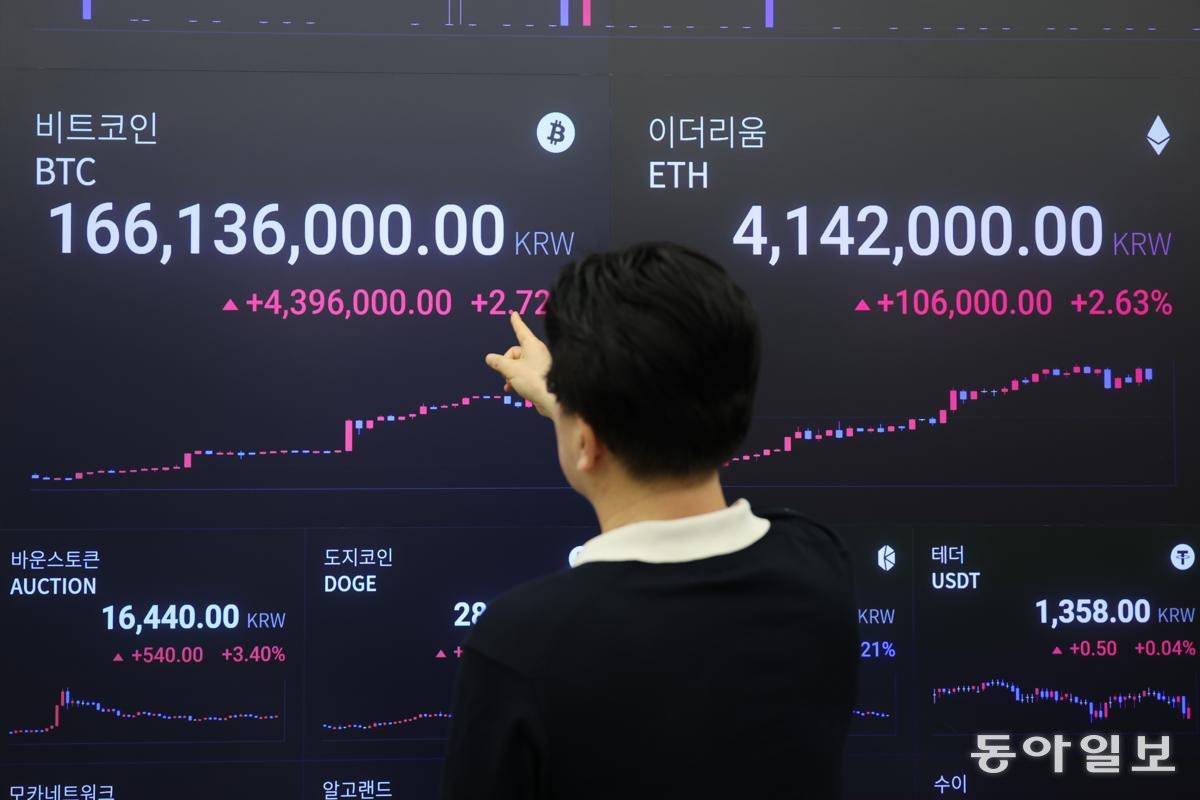 비트코인
BTC
166,136,000.00 KRW
▲ +4,396,000.00 +2.72
이더리움
ETH
4,142,000.00 KRW
▲ +106,000.00 +2.63%
바운스토큰
AUCTION
16,440.00 KRW
▲ +540.00 +3.40%
도지코인
DOGE
28
▲ +
KRW
21%
테더
USDT
1,358.00 KRW
▲ +0.50 +0.04%
모카네트워크
알고랜드
수이
동아일보